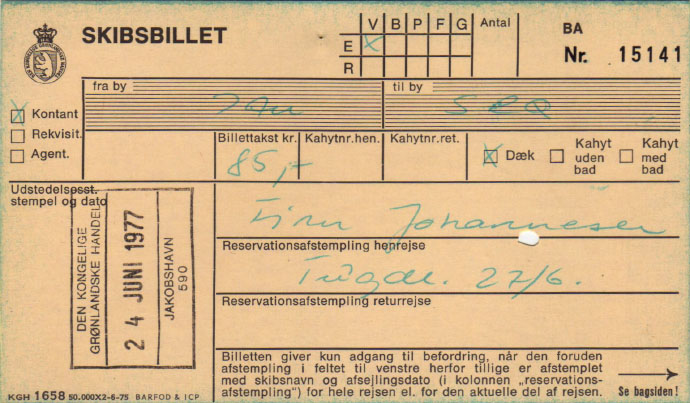 SKIBSBILLET
V B P F G Antal
E X
R
BA
Nr. 15141
fra by JAV til by SRQ
X Kontant
Rekvisit.
Agent.
Billettakst kr. Kahytnr.hen. Kahytnr.ret.
85,-
X Dæk Kahyt uden bad Kahyt med bad
Udstedelsesst. stempel og dato
DEN KONGELIGE
GRØNLANDSKE HANDEL
24 JUNI 1977
JAKOBSHAVN
590
Finn Johannesen
Reservationsafstempling herrejse
27/6.
Reservationsafstempling returrejse
Billetten giver kun adgang til befordring, når den foruden
afstempling i feltet til venstre herfor tillige er afstemplet
med skibsnavn og afsejlingsdato (i kolonnen „reservations-
afstempling") for hele rejsen el. for den aktuelle del af rejsen.
Se bagsiden!
KGH 1658 50.000X2-6-75 BARFOD & ICP